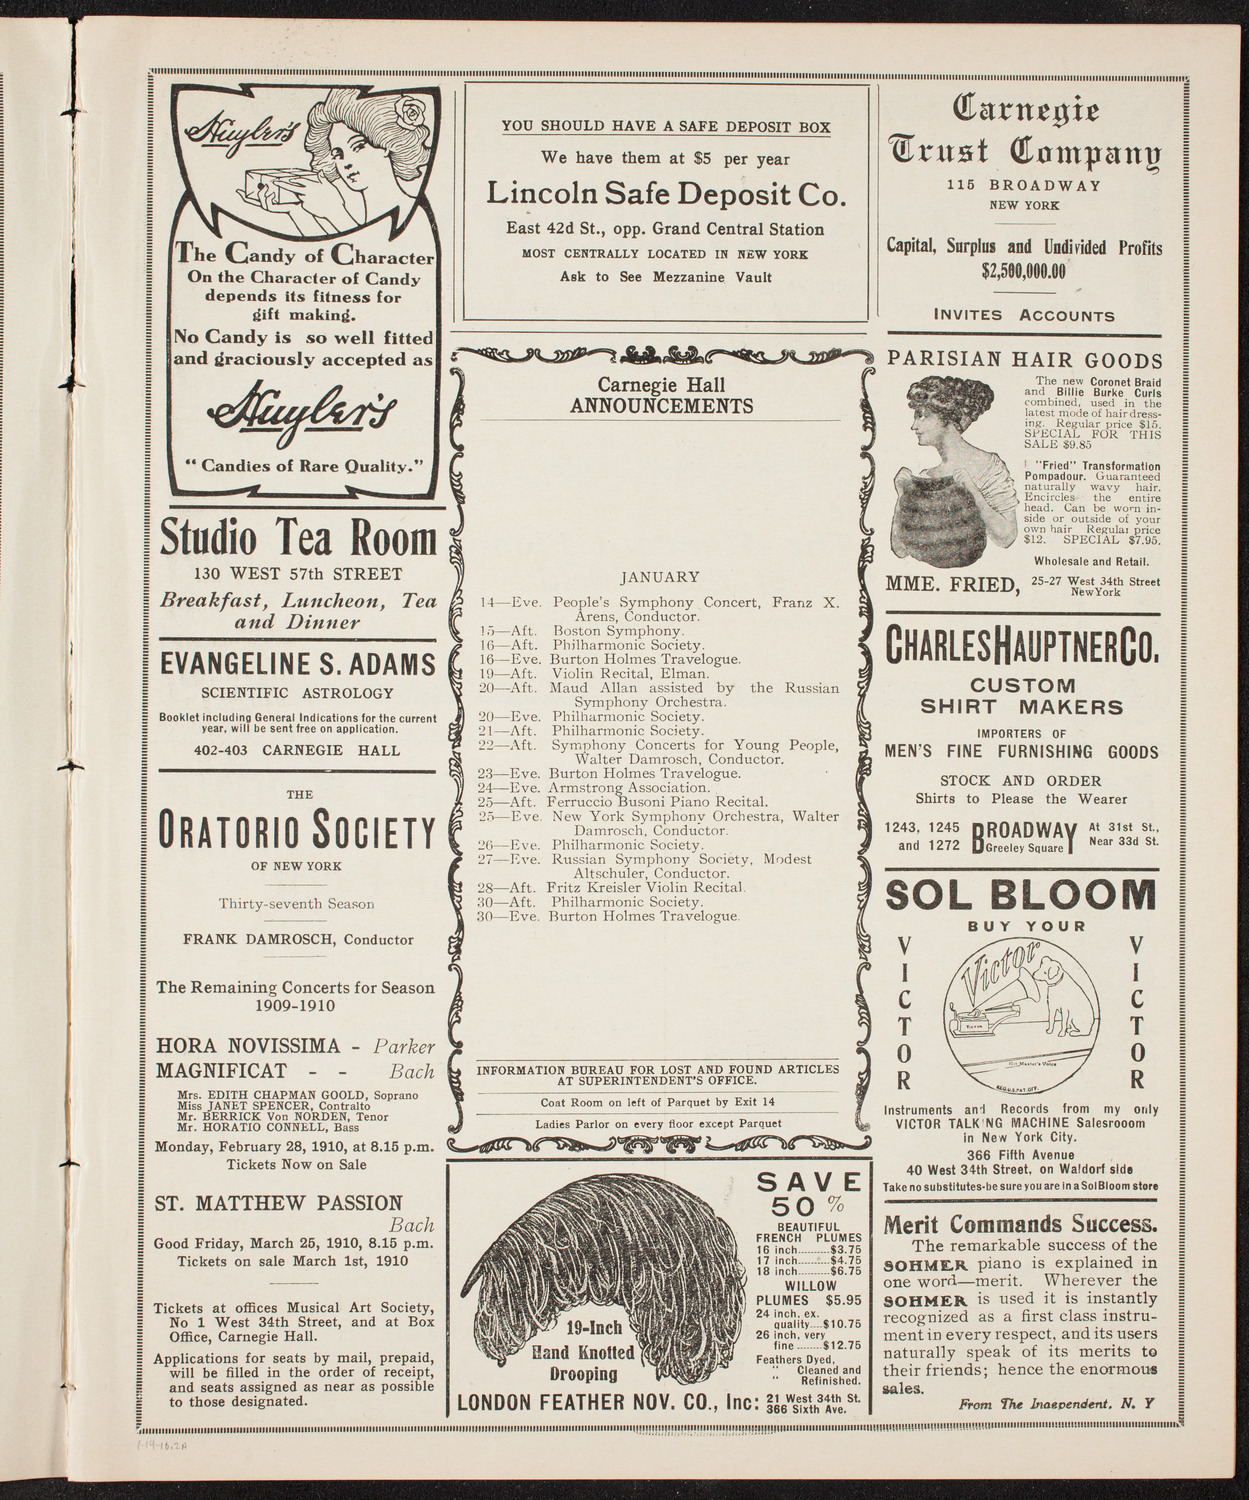 Huyler's
The Candy of Character
On the Character of Candy
depends its fitness for
gift making.
No Candy is so well fitted
and graciously accepted as
Huyler's
"Candies of Rare Quality."
Studio Tea Room
130 WEST 57th STREET
Breakfast, Luncheon, Tea
and Dinner
EVANGELINE S. ADAMS
SCIENTIFIC ASTROLOGY
Booklet including General Indications for the current
year, will be sent free on application.
402-403 CARNEGIE HALL
THE
ORATORIO SOCIETY
OF NEW YORK
Thirty-seventh Season
FRANK DAMROSCH, Conductor
The Remaining Concerts for Season
1909-1910
HORA NOVISSIMA - Parker
MAGNIFICAT - - Bach
Mrs. EDITH CHAPMAN GOOLD, Soprano
Miss JANET SPENCER, Contralto
Mr. BERRICK Von NORDEN, Tenor
Mr. HORATIO CONNELL, Bass
Monday, February 28, 1910, at 8.15 p.m.
Tickets Now on Sale
ST. MATTHEW PASSION
Bach
Good Friday, March 25, 1910, 8.15 p.m.
Tickets on sale March 1st, 1910
Tickets at offices Musical Art Society,
No 1 West 34th Street, and at Box
Office, Carnegie Hall.
Applications for seats by mail, prepaid,
will be filled in the order of receipt,
and seats assigned as near as possible
to those designated.
YOU SHOULD HAVE A SAFE DEPOSIT BOX
We have them at $5 per year
Lincoln Safe Deposit Co.
East 42d St., opp. Grand Central Station
MOST CENTRALLY LOCATED IN NEW YORK
Ask to See Mezzanine Vault
Carnegie Hall
ANNOUNCEMENTS
JANUARY
14—Eve. People's Symphony Concert, Franz X.
Arens, Conductor.
15—Aft. Boston Symphony.
16—Aft. Philharmonic Society.
16—Eve. Burton Holmes Travelogue.
19—Aft. Violin Recital, Elman.
20—Aft. Maud Allan assisted by the Russian
Symphony Orchestra.
20—Eve. Philharmonic Society.
21—Aft. Philharmonic Society.
22—Aft. Symphony Concerts for Young People,
Walter Damrosch, Conductor.
23—Eve. Burton Holmes Travelogue.
24—Eve. Armstrong Association.
25—Aft. Ferruccio Busoni Piano Recital.
25—Eve. New York Symphony Orchestra, Walter
Damrosch, Conductor.
26—Eve. Philharmonic Society.
27—Eve. Russian Symphony Society, Modest
Altschuler, Conductor.
28—Aft. Fritz Kreisler Violin Recital.
30—Aft. Philharmonic Society.
30—Eve. Burton Holmes Travelogue.
INFORMATION BUREAU FOR LOST AND FOUND ARTICLES
AT SUPERINTENDENT'S OFFICE.
Coat Room on left of Parquet by Exit 14
Ladies Parlor on every floor except Parquet
19-Inch
Hand Knotted
Drooping
SAVE
50 %
BEAUTIFUL
FRENCH PLUMES
16 inch..........$3.75
17 inch..........$4.75
18 inch..........$6.75
WILLOW
PLUMES $5.95
24 inch, ex.
quality....$10.75
26 inch, very
fine ........$12.75
Feathers Dyed,
" Cleaned and
" Refinished.
LONDON FEATHER NOV. CO., Inc: 21 West 34th St.
366 Sixth Ave.
Carnegie
Trust Company
115 BROADWAY
NEW YORK
Capital, Surplus and Undivided Profits
$2,500,000.00
INVITES ACCOUNTS
PARISIAN HAIR GOODS
The new Coronet Braid
and Billie Burke Curls
combined, used in the
latest mode of hair dress-
ing. Regular price $15.
SPECIAL FOR THIS
SALE $9.85
"Fried" Transformation
Pompadour. Guaranteed
naturally wavy hair.
Encircles the entire
head. Can be worn in-
side or outside of your
own hair Regular price
$12. SPECIAL $7.95.
Wholesale and Retail.
MME. FRIED, 25-27 West 34th Street
New York
CHARLES HAUPTNER CO.
CUSTOM
SHIRT MAKERS
IMPORTERS OF
MEN'S FINE FURNISHING GOODS
STOCK AND ORDER
Shirts to Please the Wearer
1243, 1245
and 1272
BROADWAY
Greeley Square
At 31st St.,
Near 33d St.
SOL BLOOM
BUY YOUR
VICTOR
Victor
Victor
His Master's Voice
REG.U.S.PAT.OFF.
VICTOR
Instruments and Records from my only
VICTOR TALK'NG MACHINE Salesrooom
in New York City.
366 Fifth Avenue
40 West 34th Street, on Waldorf side
Take no substitutes-be sure you are in a Sol Bloom store
Merit Commands Success.
The remarkable success of the
SOHMER piano is explained in
one word—merit. Wherever the
SOHMER is used it is instantly
recognized as a first class instru-
ment in every respect, and its users
naturally speak of its merits to
their friends; hence the enormous
sales.
From The Independent, N. Y
1-14-16.2A